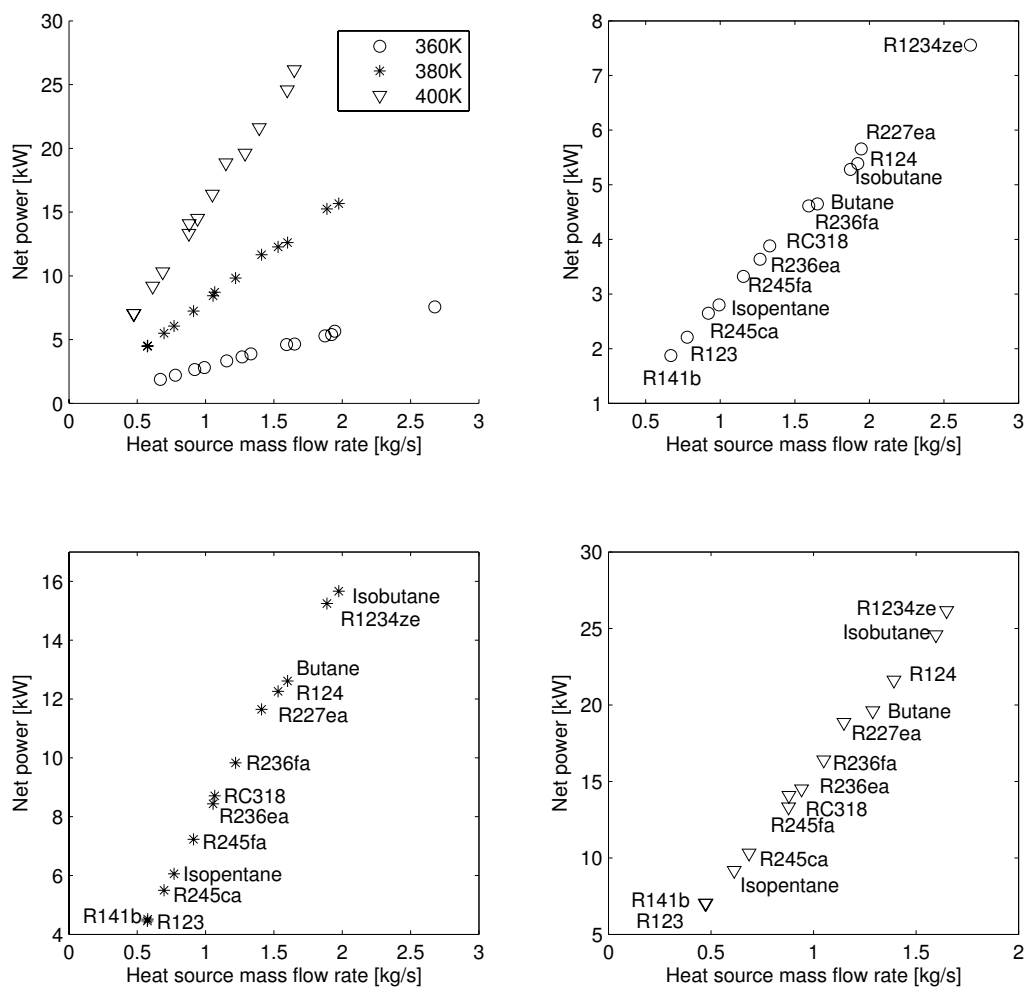 30
25
20
15
10
5
0
Net power [kW]
360K
380K
400K
0 0.5 1 1.5 2 2.5 3
Heat source mass flow rate [kg/s]
8
7
6
5
4
3
2
1
Net power [kW]
R1234ze
R227ea
R124
Isobutane
Butane
R236fa
RC318
R236ea
R245fa
Isopentane
R245ca
R123
R141b
0.5 1 1.5 2 2.5 3
Heat source mass flow rate [kg/s]
16
14
12
10
8
6
4
Net power [kW]
Isobutane
R1234ze
Butane
R124
R227ea
R236fa
RC318
R236ea
R245fa
Isopentane
R245ca
R141b
R123
0 0.5 1 1.5 2 2.5 3
Heat source mass flow rate [kg/s]
30
25
20
15
10
5
Net power [kW]
R1234ze
Isobutane
R124
Butane
R227ea
R236fa
R236ea
RC318
R245fa
R245ca
Isopentane
R141b
R123
0 0.5 1 1.5 2
Heat source mass flow rate [kg/s]